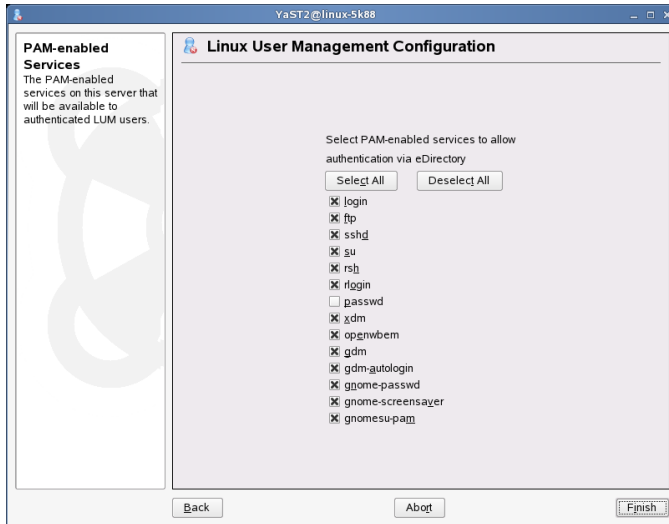 YaST2@linux-5k88
PAM-enabled
Services
The PAM-enabled
services on this server that
will be available to
authenticated LUM users.
Linux User Management Configuration
Select PAM-enabled services to allow
authentication via eDirectory
Select All
Deselect All
login
ftp
sshd
su
rsh
rlogin
passwd
xdm
openwbem
gdm
gdm-autologin
gnome-passwd
gnome-screensaver
gnomesu-pam
Back
Abort
Finish